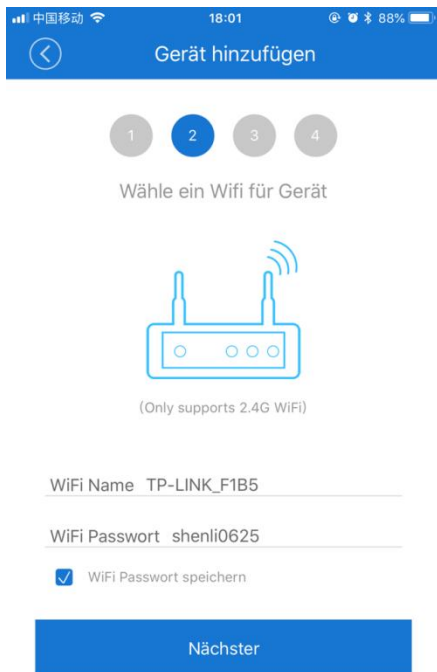 中国移动 18:01 88%
Gerät hinzufügen
1 2 3 4
Wähle ein Wifi für Gerät
(Only supports 2.4G WiFi)
WiFi Name TP-LINK_F1B5
WiFi Passwort shenli0625
WiFi Passwort speichern
Nächster